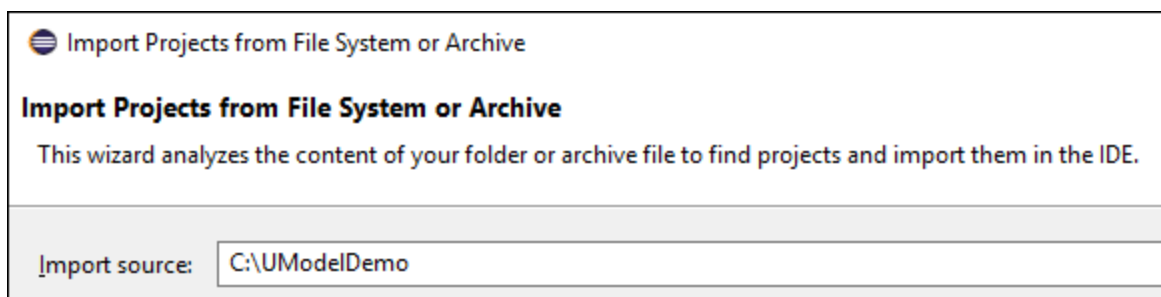 Import Projects from File System or Archive
Import Projects from File System or Archive
This wizard analyzes the content of your folder or archive file to find projects and import them in the IDE.
Import source: C:\UModelDemo